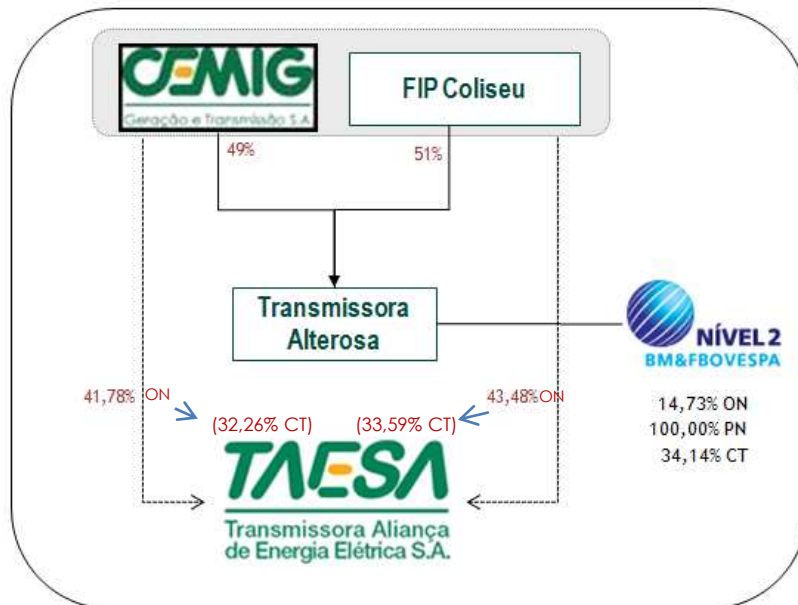 CEMIG
Geração e Transmissão S.A.
FIP Coliseu
49%
51%
Transmissora
Alterosa
NÍVEL 2
BM&FBOVESPA
41,78% ON
43,48% ON
(32,26% CT)
(33,59% CT)
14,73% ON
100,00% PN
34,14% CT
TAESA
Transmissora Aliança
de Energia Elétrica S.A.